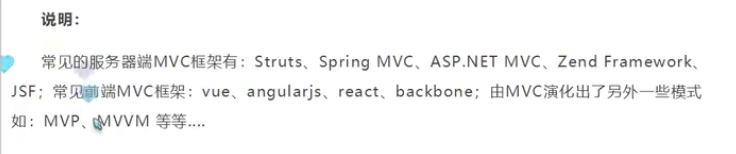 说明：
常见的服务器端MVC框架有：Struts、Spring MVC、ASP.NET MVC、Zend Framework、
JSF；常见前端MVC框架：vue、angularjs、react、backbone；由MVC演化出了另外一些模式
如：MVP、MVVM 等等....